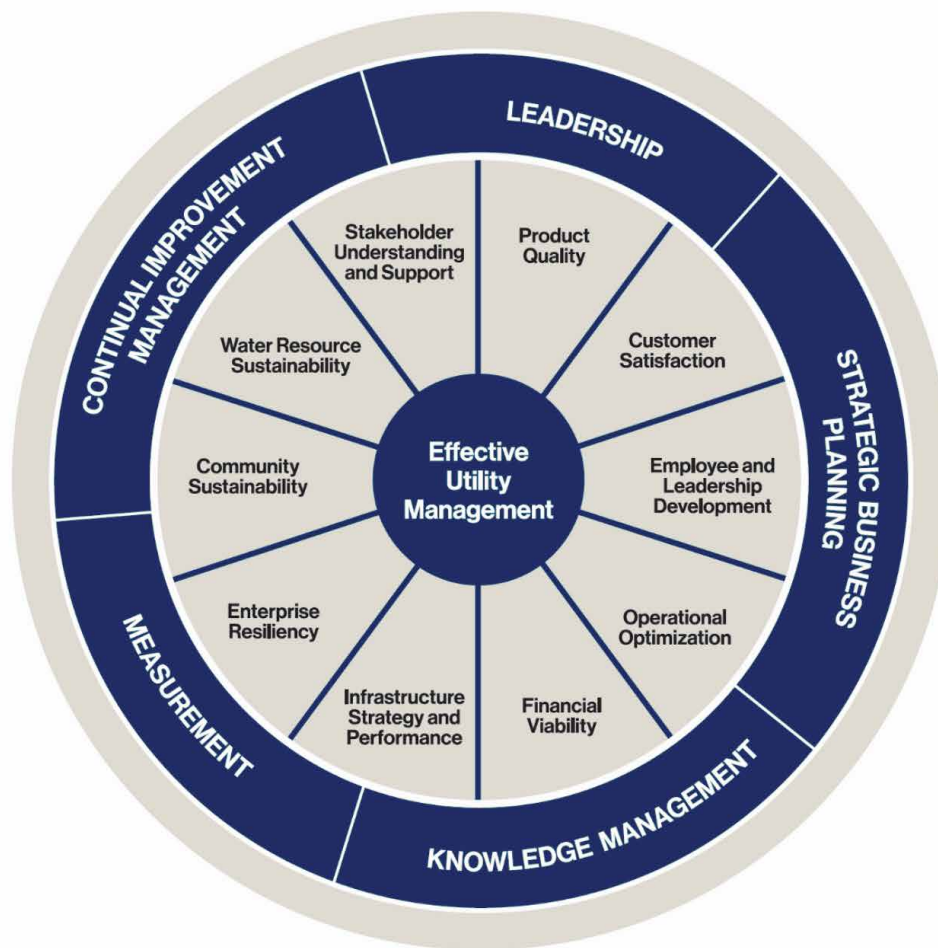 LEADERSHIP
STRATEGIC BUSINESS
PLANNING
KNOWLEDGE MANAGEMENT
MEASUREMENT
CONTINUAL IMPROVEMENT
MANAGEMENT
Product
Quality
Customer
Satisfaction
Employee and
Leadership
Development
Operational
Optimization
Financial
Viability
Infrastructure
Strategy and
Performance
Enterprise
Resiliency
Community
Sustainability
Water Resource
Sustainability
Stakeholder
Understanding
and Support
Effective
Utility
Management